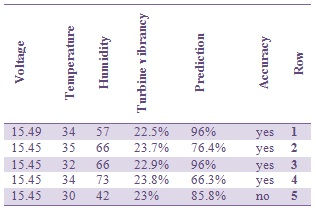 Voltage Temperature Humidity Turbine vibrancy Prediction Accuracy Row
15.49 34 57 22.5% 96% yes 1
15.45 35 66 23.7% 76.4% yes 2
15.45 32 66 22.9% 96% yes 3
15.45 34 73 23.8% 66.3% yes 4
15.45 30 42 23% 85.8% no 5